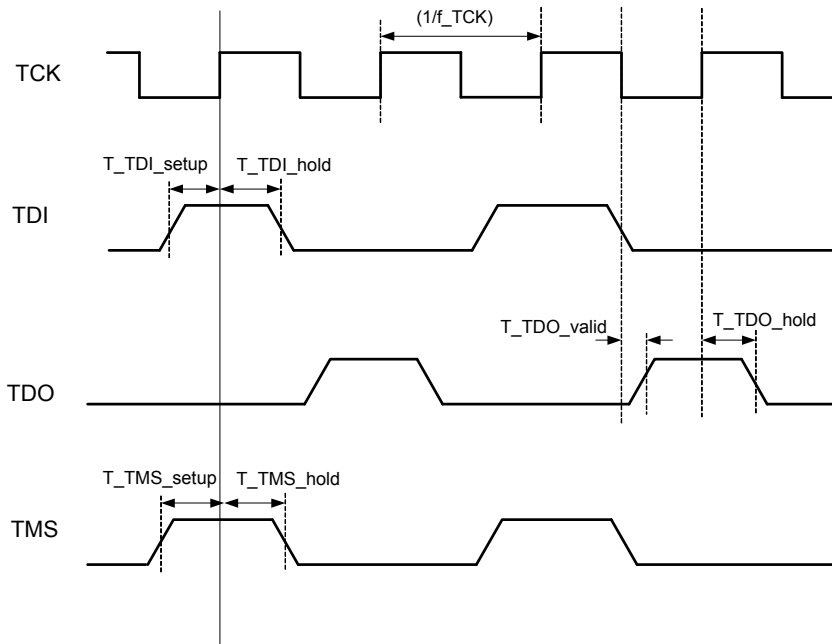 (1/f_TCK)
TCK
T_TDI_setup
T_TDI_hold
TDI
T_TDO_valid
T_TDO_hold
TDO
T_TMS_setup
T_TMS_hold
TMS